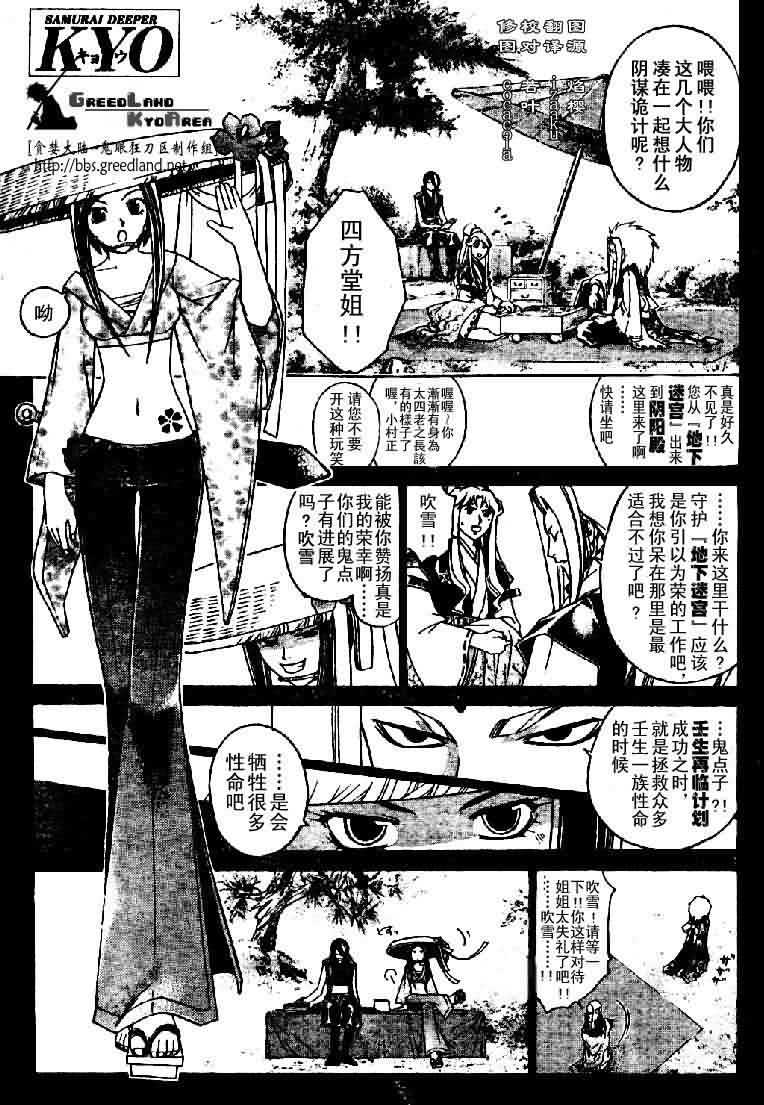 SAMURAI DEEPER
KYO
キョウ
GREEDLAND
KYOAREA
[贪婪大陆-鬼眼狂刀区制作组]
http://bbs.greedland.net
图源
翻译
校对
修图
喂喂!!你们
这几个大人物
凑在一起想什么
阴谋诡计呢?
四方堂姐
!!
呦
真是好久
不见了!!
您从『地下
迷宫』出来
到阴阳殿
这里来了啊
……
快请坐吧
喔喔~你
漸漸有身為
太四老之長該
有的樣子了
喔,小村正
请您不要
开这种玩笑
……你来这里干什么?
守护『地下迷宫』应该
是你引以为荣的工作吧,
我想你呆在那里是最
适合不过了吧?
吹雪!!
能被你赞扬真是
我的荣幸啊……
你们的鬼点
子有进展了
吗?吹雪
…鬼点子?!
壬生再临计划
成功之时,
就是拯救众多
壬生一族性命
的时候
……是会
牺牲很多
性命吧
吹雪!请等一
下!!你这样对待
姐姐太失礼了吧!!
……吹雪……!!